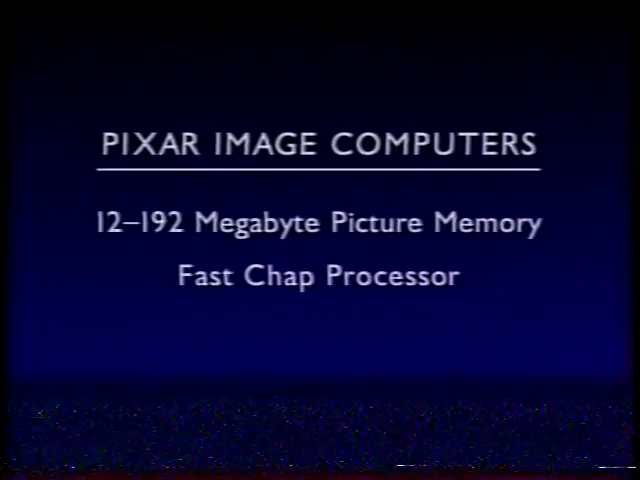 PIXAR IMAGE COMPUTERS
12–192 Megabyte Picture Memory
Fast Chap Processor